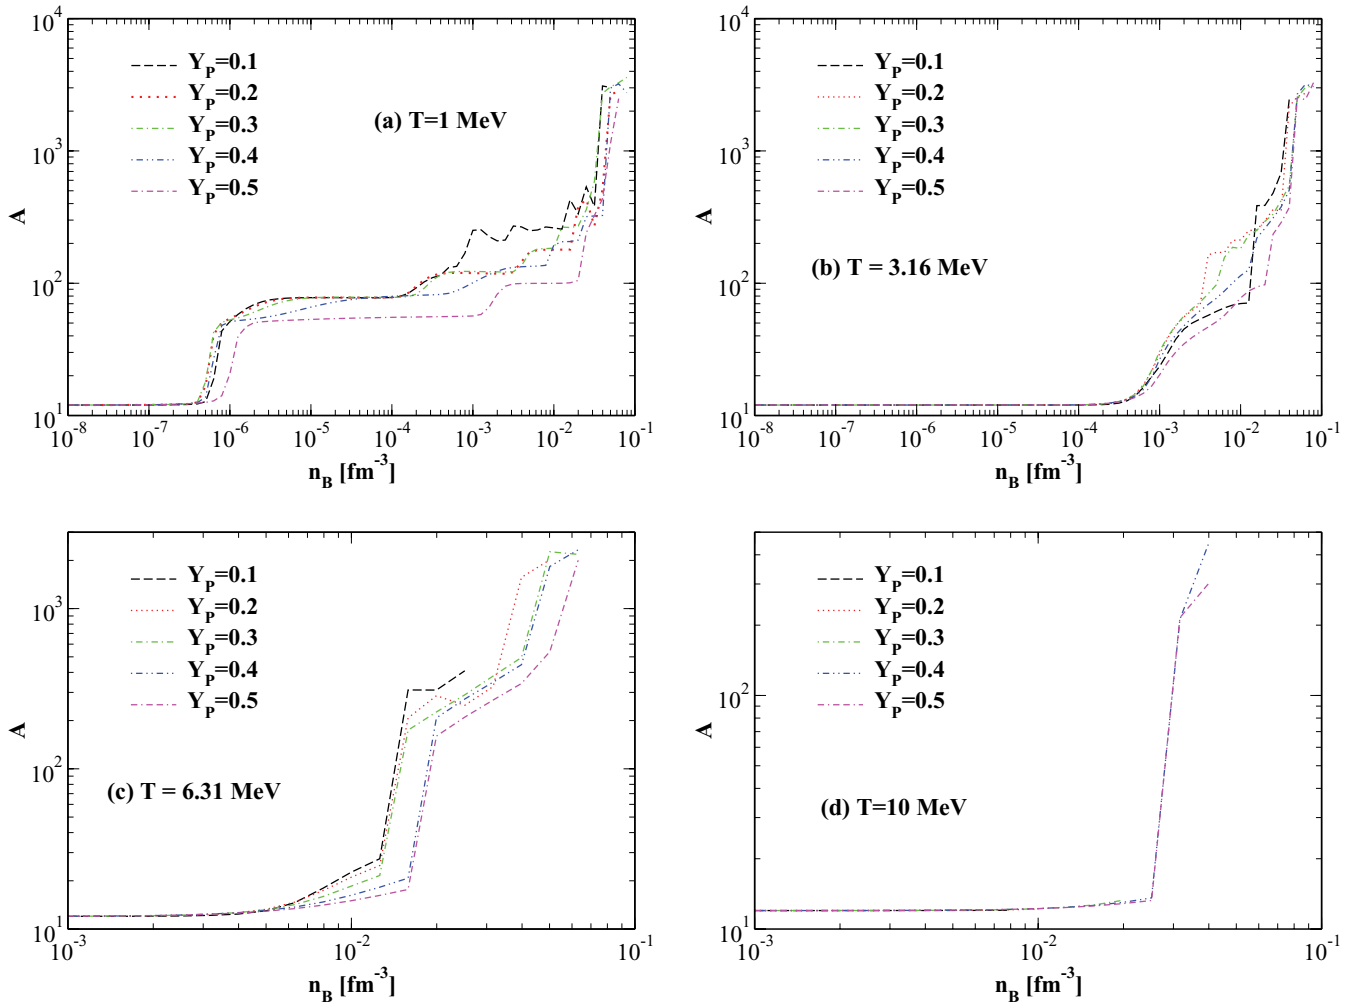 10^4
10^3
10^2
10^1
A
Y_P=0.1
Y_P=0.2
Y_P=0.3
Y_P=0.4
Y_P=0.5
(a) T=1 MeV
10^-8 10^-7 10^-6 10^-5 10^-4 10^-3 10^-2 10^-1
n_B [fm^-3]
10^4
10^3
10^2
10^1
A
Y_P=0.1
Y_P=0.2
Y_P=0.3
Y_P=0.4
Y_P=0.5
(b) T = 3.16 MeV
10^-8 10^-7 10^-6 10^-5 10^-4 10^-3 10^-2 10^-1
n_B [fm^-3]
10^3
10^2
10^1
A
Y_P=0.1
Y_P=0.2
Y_P=0.3
Y_P=0.4
Y_P=0.5
(c) T = 6.31 MeV
10^-3 10^-2 10^-1
n_B [fm^-3]
10^2
10^1
A
Y_P=0.1
Y_P=0.2
Y_P=0.3
Y_P=0.4
Y_P=0.5
(d) T=10 MeV
10^-3 10^-2 10^-1
n_B [fm^-3]